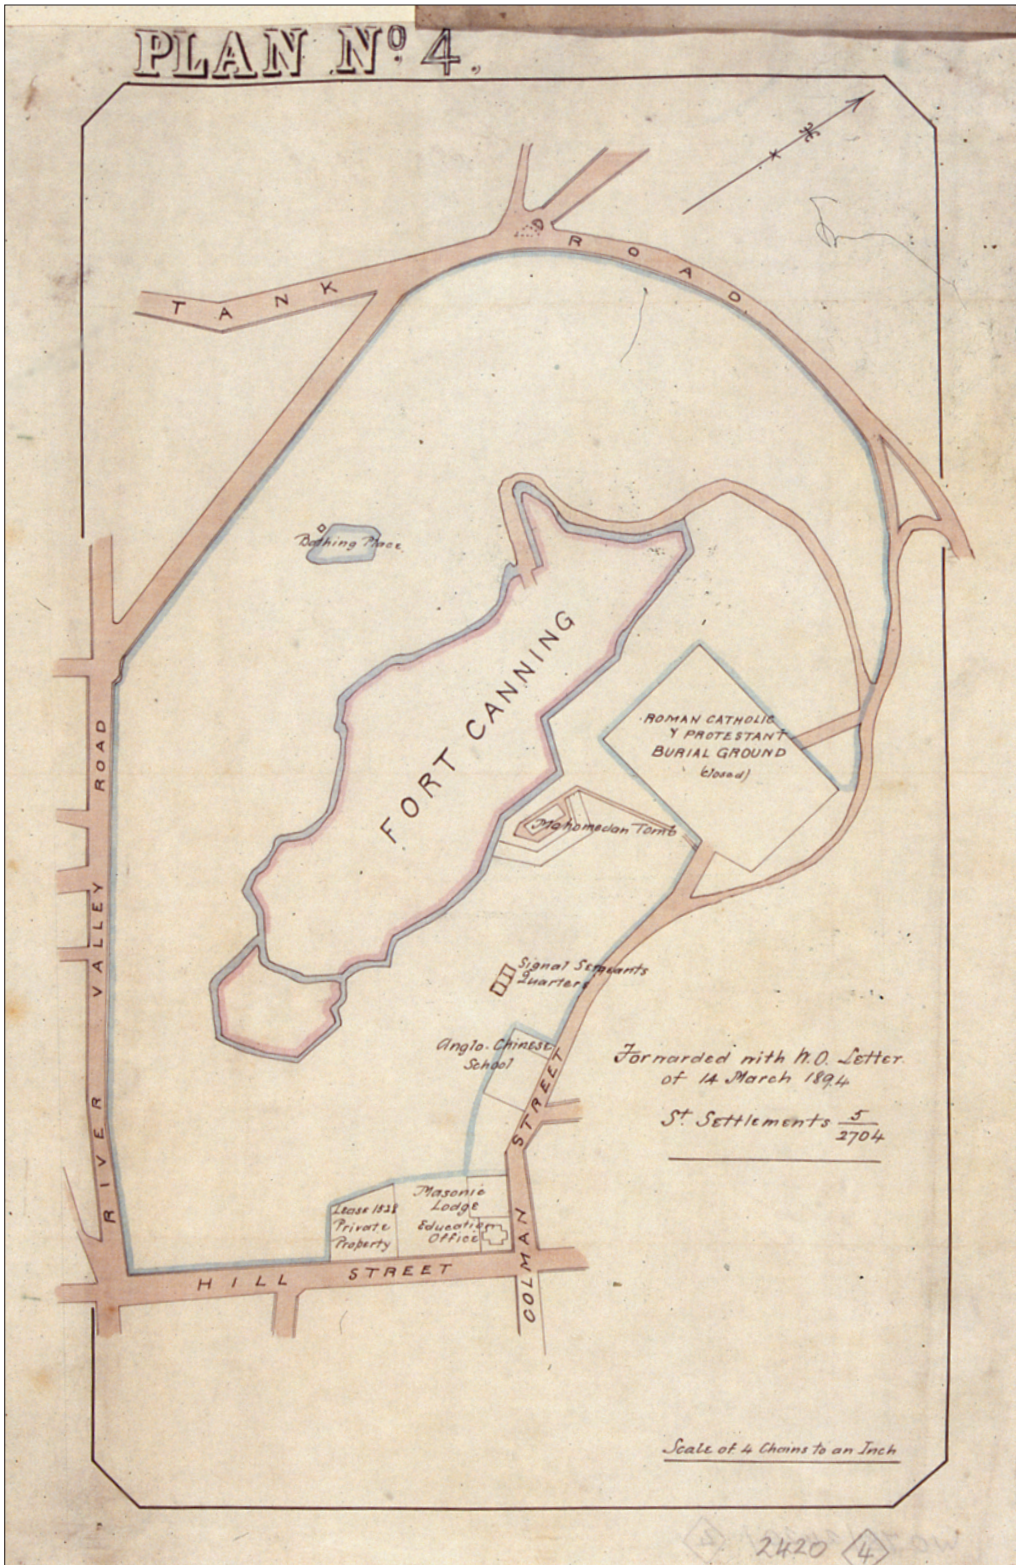 PLAN Nº 4.
TANK ROAD
Bathing Place
FORT CANNING
ROMAN CATHOLIC
Y PROTESTANT
BURIAL GROUND
(closed)
Mahomedan Tomb
RIVER VALLEY ROAD
Signal Sergeants
Quarters
Anglo-Chinese
School
Forwarded with W.O. Letter
of 14 March 1894
Sᵗ. Settlements 5/2704
Lease 1828
Private
Property
Masonic
Lodge
Education
Office
HILL STREET
COLMAN STREET
Scale of 4 Chains to an Inch
2420 4